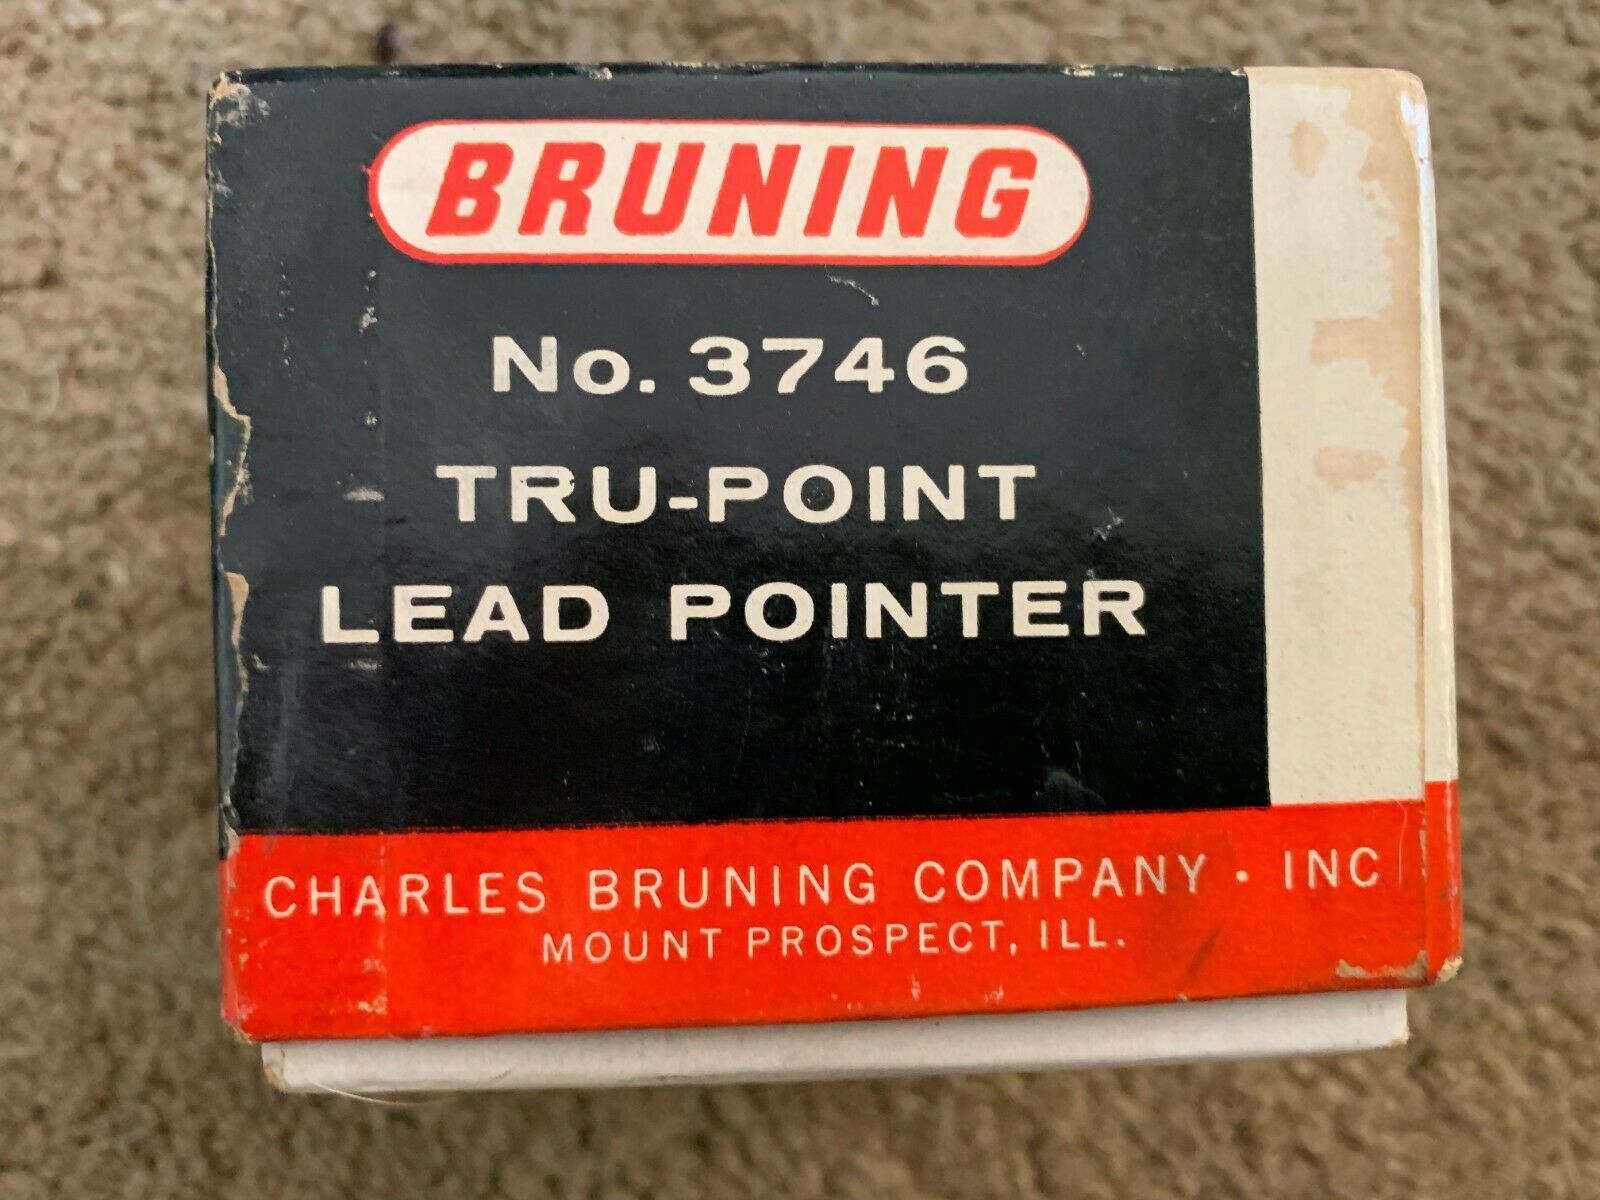 BRUNING
No. 3746
TRU-POINT
LEAD POINTER
CHARLES BRUNING COMPANY • INC
MOUNT PROSPECT, ILL.